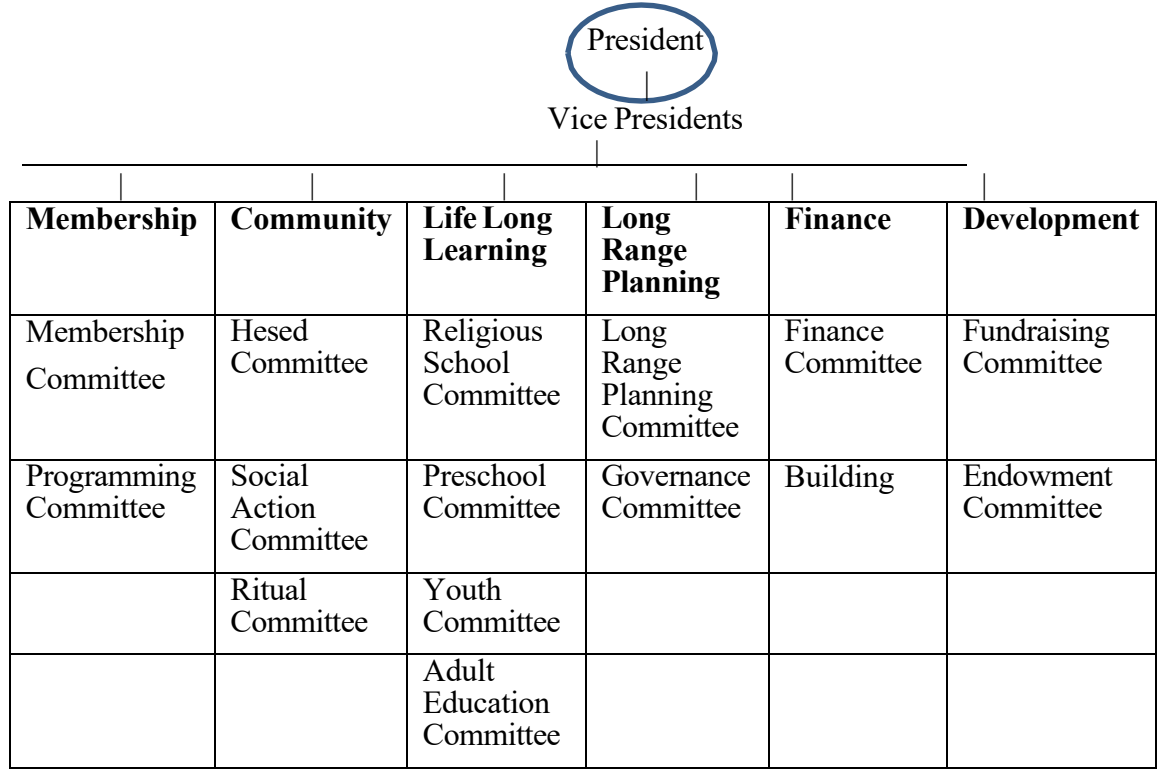 President
Vice Presidents
Membership
Community
Life Long
Learning
Long
Range
Planning
Finance
Development
Membership
Committee
Hesed
Committee
Religious
School
Committee
Long
Range
Planning
Committee
Finance
Committee
Fundraising
Committee
Programming
Committee
Social
Action
Committee
Preschool
Committee
Governance
Committee
Building
Endowment
Committee
Ritual
Committee
Youth
Committee
Adult
Education
Committee